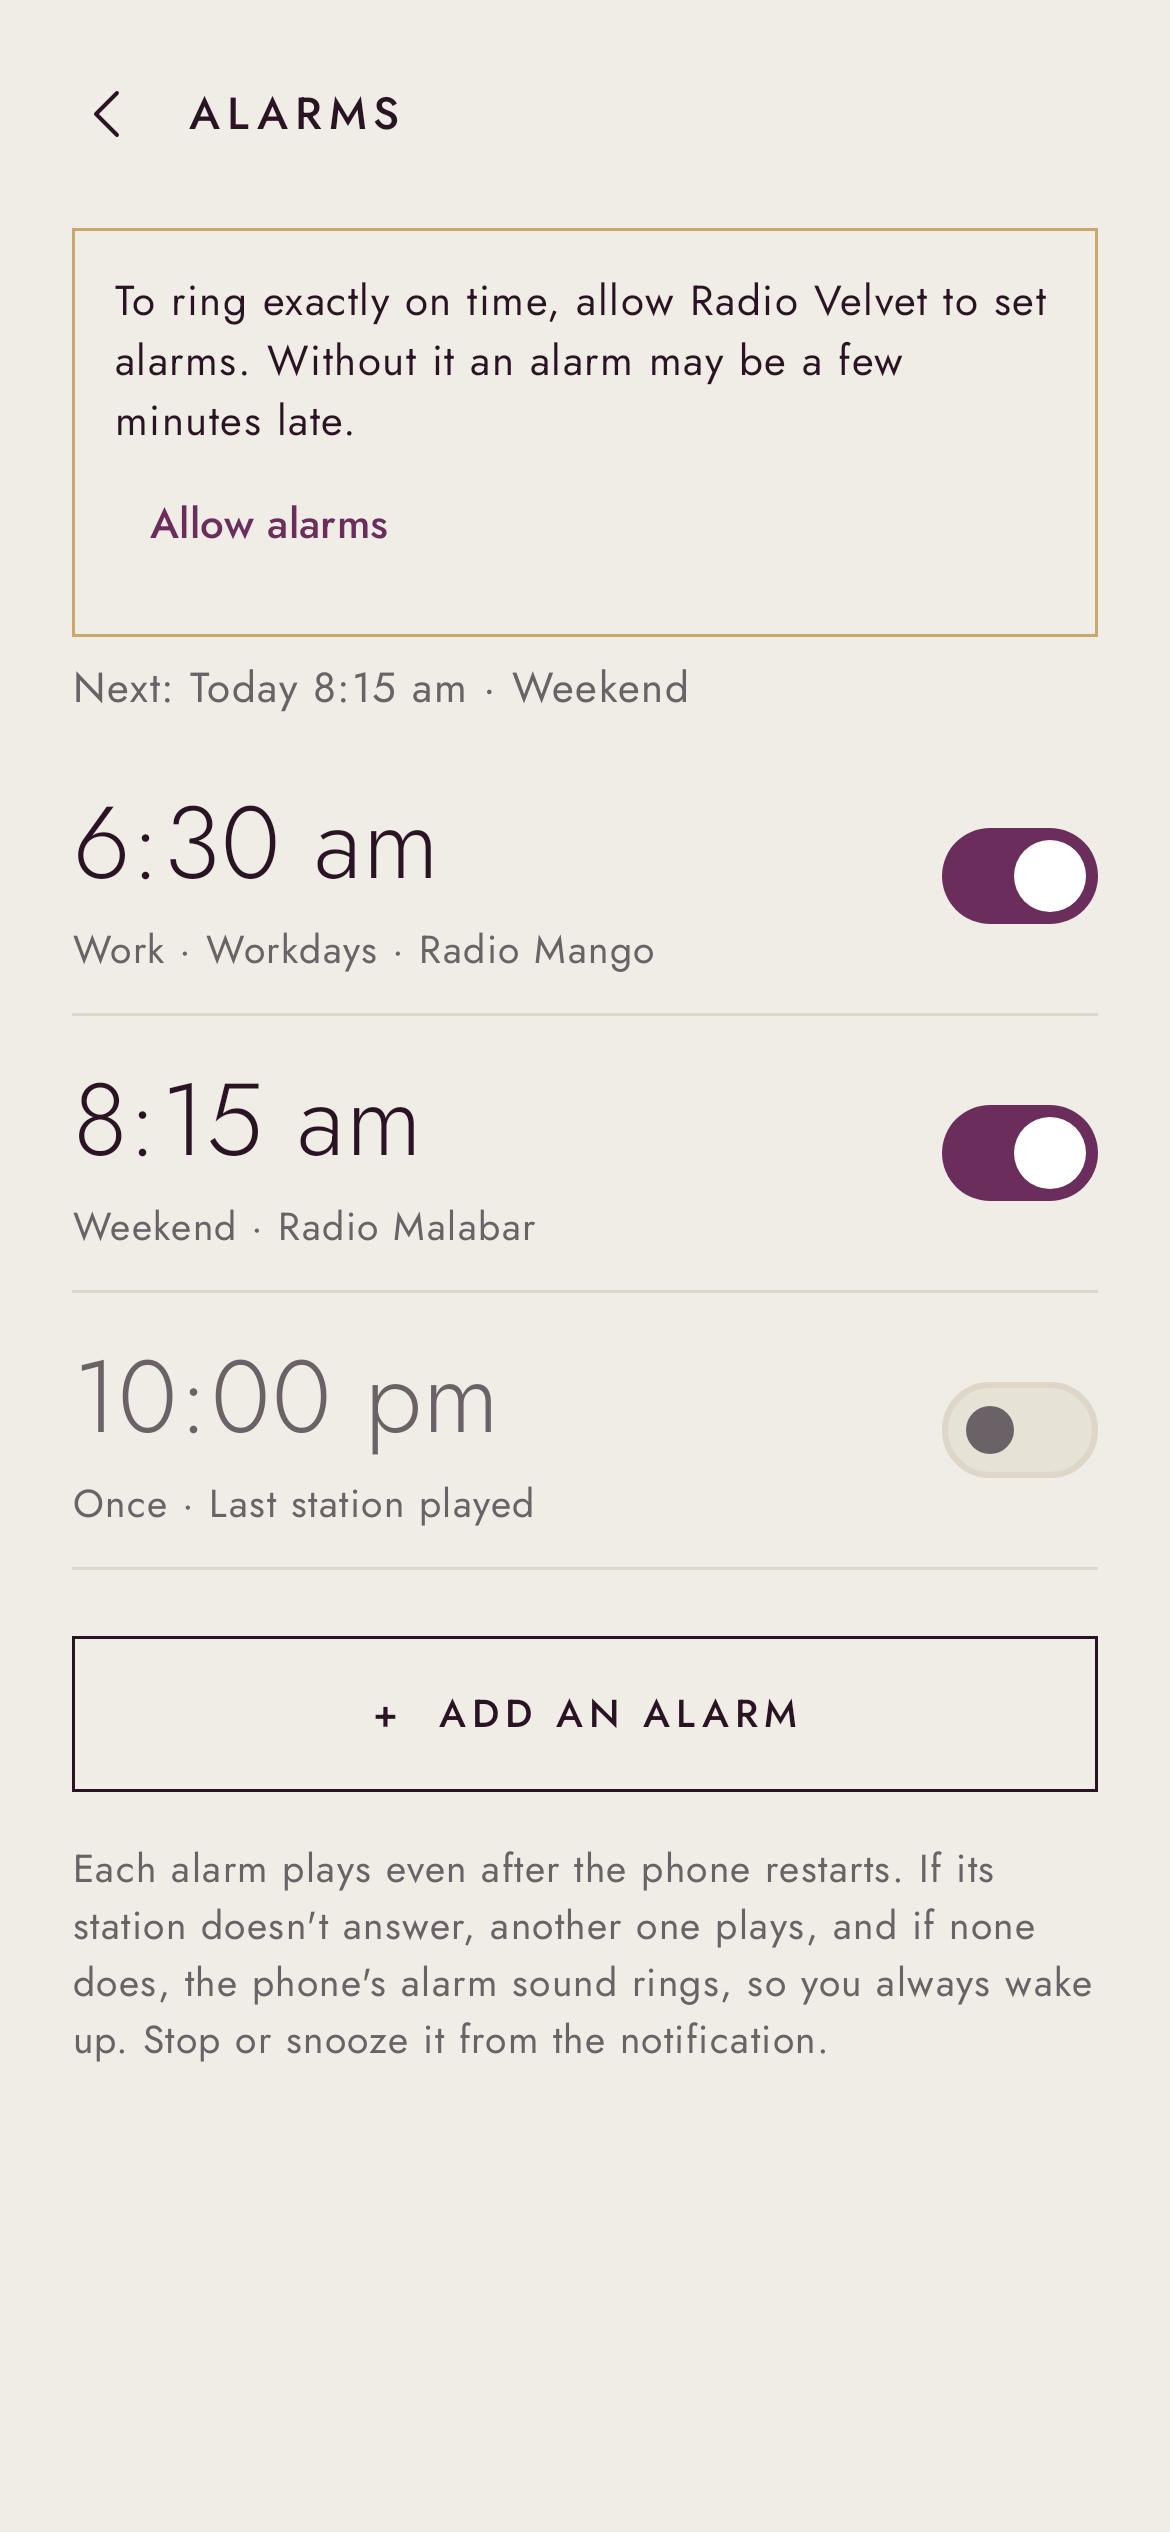 ALARMS
To ring exactly on time, allow Radio Velvet to set
alarms. Without it an alarm may be a few
minutes late.
Allow alarms
Next: Today 8:15 am · Weekend
6:30 am
Work · Workdays · Radio Mango
8:15 am
Weekend · Radio Malabar
10:00 pm
Once · Last station played
+ ADD AN ALARM
Each alarm plays even after the phone restarts. If its
station doesn't answer, another one plays, and if none
does, the phone's alarm sound rings, so you always wake
up. Stop or snooze it from the notification.